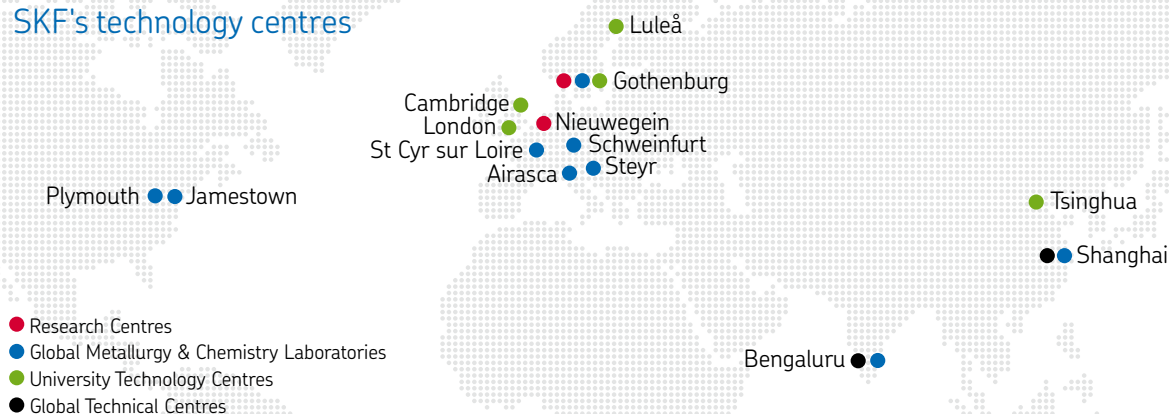 SKF's technology centres
Luleå
Gothenburg
Cambridge
Nieuwegein
London
Schweinfurt
St Cyr sur Loire
Steyr
Airasca
Plymouth
Jamestown
Tsinghua
Shanghai
Research Centres
Global Metallurgy & Chemistry Laboratories
Bengaluru
University Technology Centres
Global Technical Centres